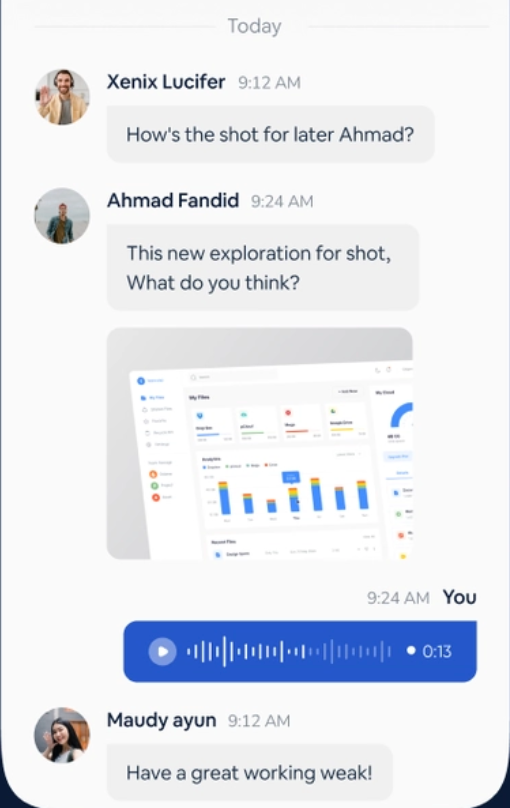 Today
Xenix Lucifer 9:12 AM
How's the shot for later Ahmad?
Ahmad Fandid 9:24 AM
This new exploration for shot,
What do you think?
My Files
+ Add New
Analytics
Recent Files
9:24 AM You
0:13
Maudy ayun 9:12 AM
Have a great working weak!